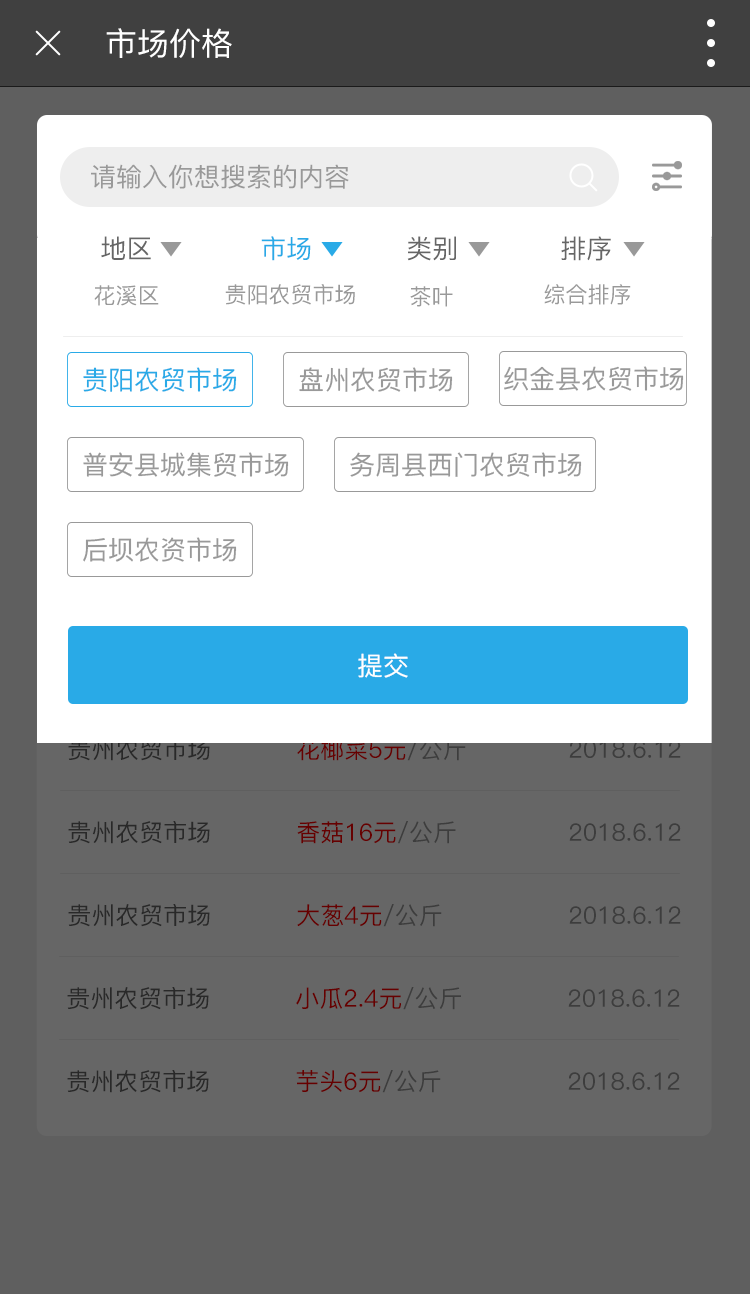 市场价格
请输入你想搜索的内容
地区 市场 类别 排序
花溪区 贵阳农贸市场 茶叶 综合排序
贵阳农贸市场 盘州农贸市场 织金县农贸市场
普安县城集贸市场 务周县西门农贸市场
后坝农资市场
提交
贵州农贸市场 花椰菜5元/公斤 2018.6.12
贵州农贸市场 香菇16元/公斤 2018.6.12
贵州农贸市场 大葱4元/公斤 2018.6.12
贵州农贸市场 小瓜2.4元/公斤 2018.6.12
贵州农贸市场 芋头6元/公斤 2018.6.12